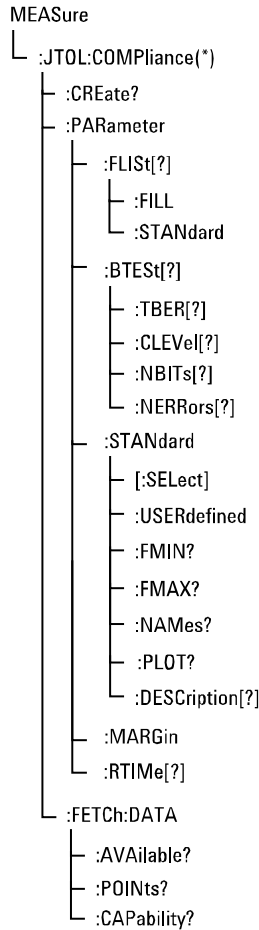 MEASure
:JTOL:COMPliance(*)
:CREate?
:PARameter
:FLISt[?]
:FILL
:STANdard
:BTESt[?]
:TBER[?]
:CLEVel[?]
:NBITs[?]
:NERRors[?]
:STANdard
[:SELect]
:USERdefined
:FMIN?
:FMAX?
:NAMes?
:PLOT?
:DESCription[?]
:MARGin
:RTIMe[?]
:FETCh:DATA
:AVAilable?
:POINts?
:CAPability?